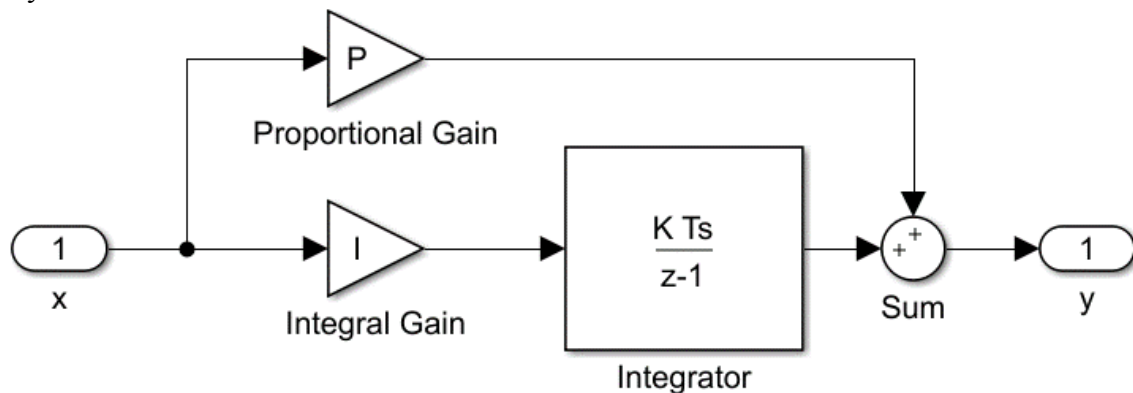 P
Proportional Gain
1
x
I
Integral Gain
K Ts
z-1
Integrator
+
+
Sum
1
y